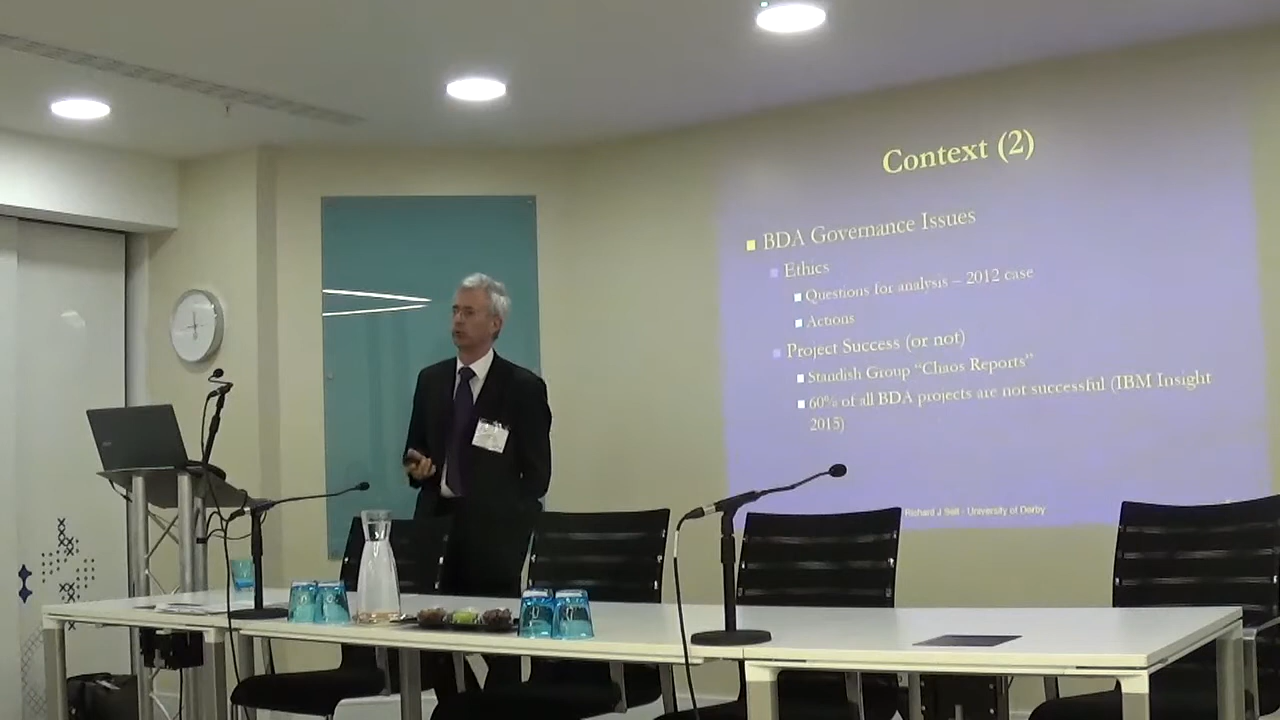 Context (2)
BDA Governance Issues
Ethics
Questions for analysis – 2012 case
Actions
Project Success (or not)
Standish Group “Chaos Reports”
60% of all BDA projects are not successful (IBM Insight
2015)
Richard J Self - University of Derby